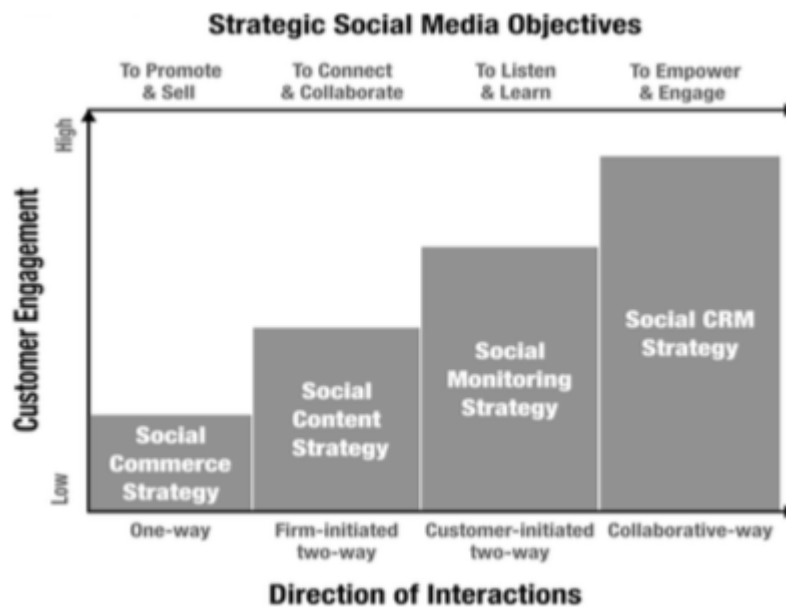 Strategic Social Media Objectives
To Promote
& Sell
To Connect
& Collaborate
To Listen
& Learn
To Empower
& Engage
High
Customer Engagement
Low
Social
Commerce
Strategy
Social
Content
Strategy
Social
Monitoring
Strategy
Social CRM
Strategy
One-way
Firm-initiated
two-way
Customer-initiated
two-way
Collaborative-way
Direction of Interactions